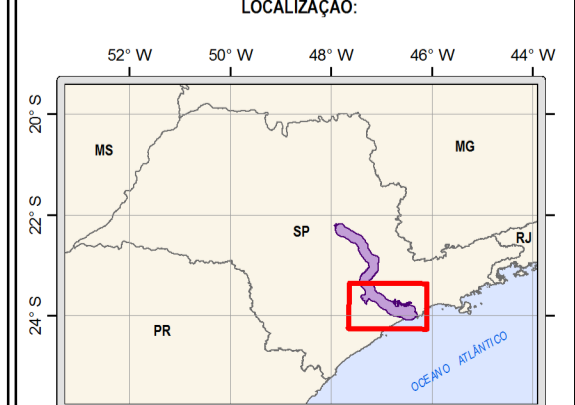 LOCALIZAÇÃO:
52° W 50° W 48° W 46° W 44° W
20° S
22° S
24° S
MS
MG
SP
RJ
PR
OCEANO ATLÂNTICO